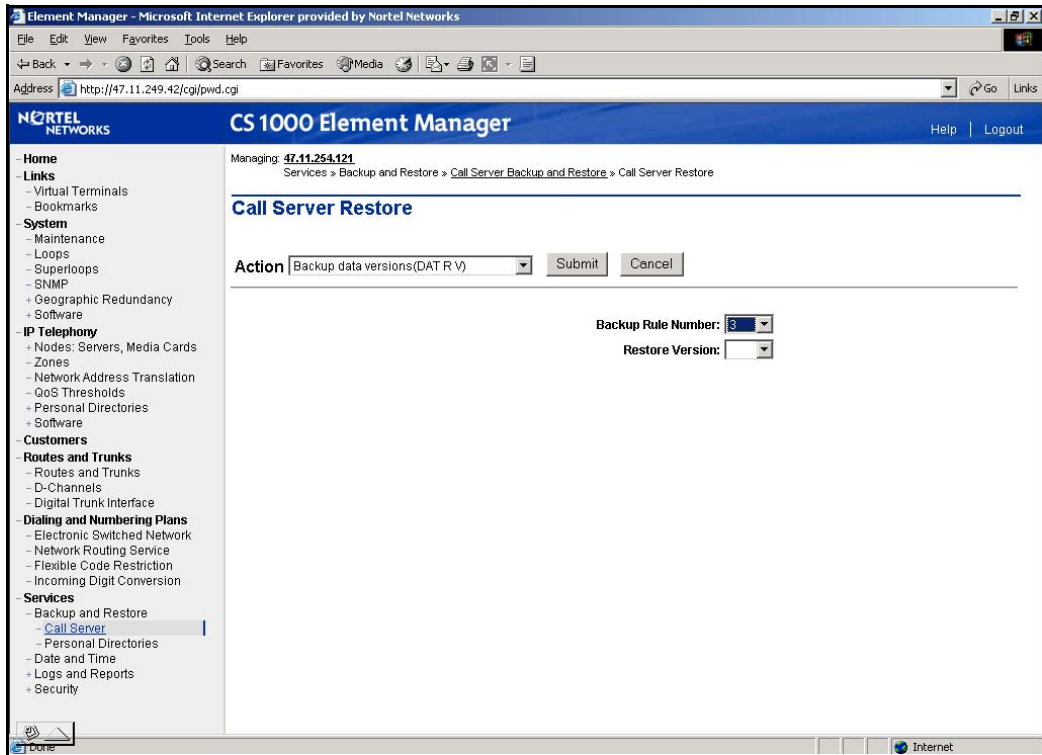 Element Manager - Microsoft Internet Explorer provided by Nortel Networks
File Edit View Favorites Tools Help
Back Search Favorites Media
Address http://47.11.249.42/cgi/pwd.cgi Go Links
NORTEL NETWORKS
CS 1000 Element Manager
Help | Logout
- Home
- Links
- Virtual Terminals
- Bookmarks
- System
- Maintenance
- Loops
- Superloops
- SNMP
+ Geographic Redundancy
+ Software
- IP Telephony
+ Nodes: Servers, Media Cards
- Zones
- Network Address Translation
- QoS Thresholds
+ Personal Directories
+ Software
- Customers
- Routes and Trunks
- Routes and Trunks
- D-Channels
- Digital Trunk Interface
- Dialing and Numbering Plans
- Electronic Switched Network
- Network Routing Service
- Flexible Code Restriction
- Incoming Digit Conversion
- Services
- Backup and Restore
- Call Server
- Personal Directories
- Date and Time
+ Logs and Reports
+ Security
Managing: 47.11.254.121
Services » Backup and Restore » Call Server Backup and Restore » Call Server Restore
Call Server Restore
Action Backup data versions(DAT R V) Submit Cancel
Backup Rule Number: 3
Restore Version:
Done Internet